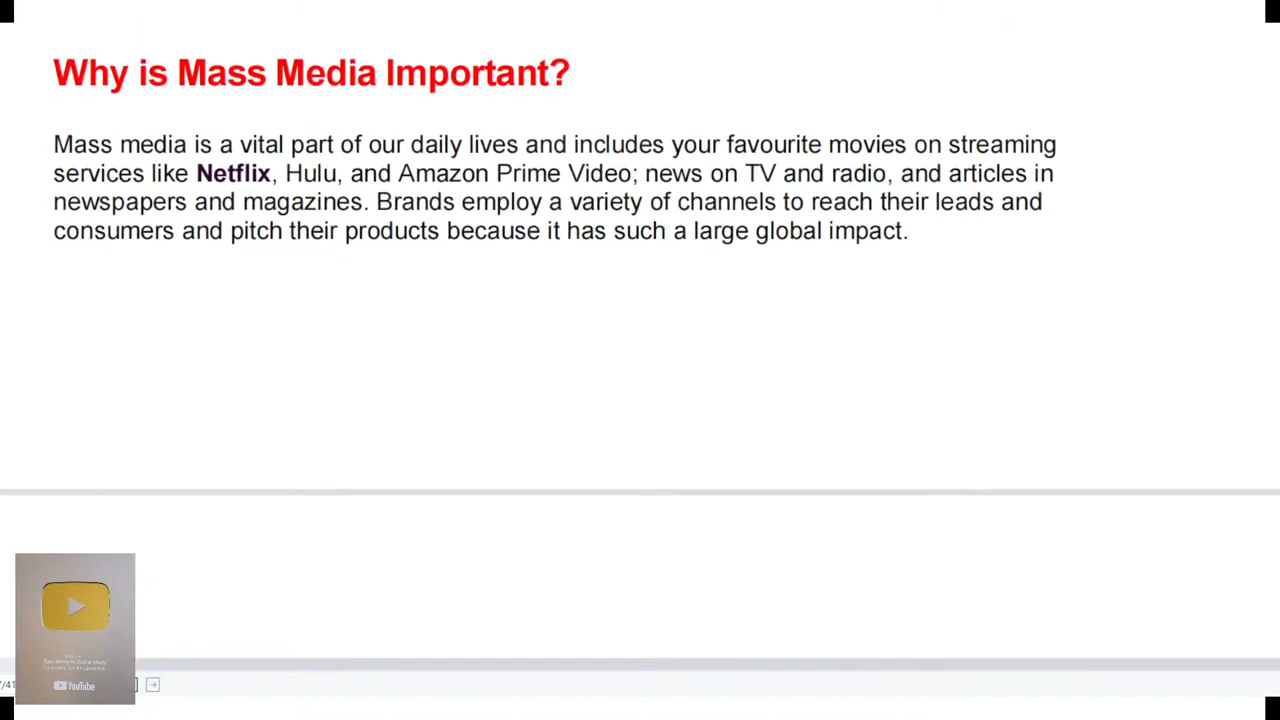 Why is Mass Media Important?
Mass media is a vital part of our daily lives and includes your favourite movies on streaming
services like Netflix, Hulu, and Amazon Prime Video; news on TV and radio, and articles in
newspapers and magazines. Brands employ a variety of channels to reach their leads and
consumers and pitch their products because it has such a large global impact.
YouTube
/41